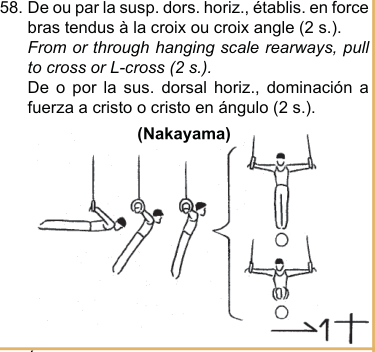 58. De ou par la susp. dors. horiz., établis. en force
bras tendus à la croix ou croix angle (2 s.).
From or through hanging scale rearways, pull
to cross or L-cross (2 s.).
De o por la sus. dorsal horiz., dominación a
fuerza a cristo o cristo en ángulo (2 s.).
(Nakayama)
1